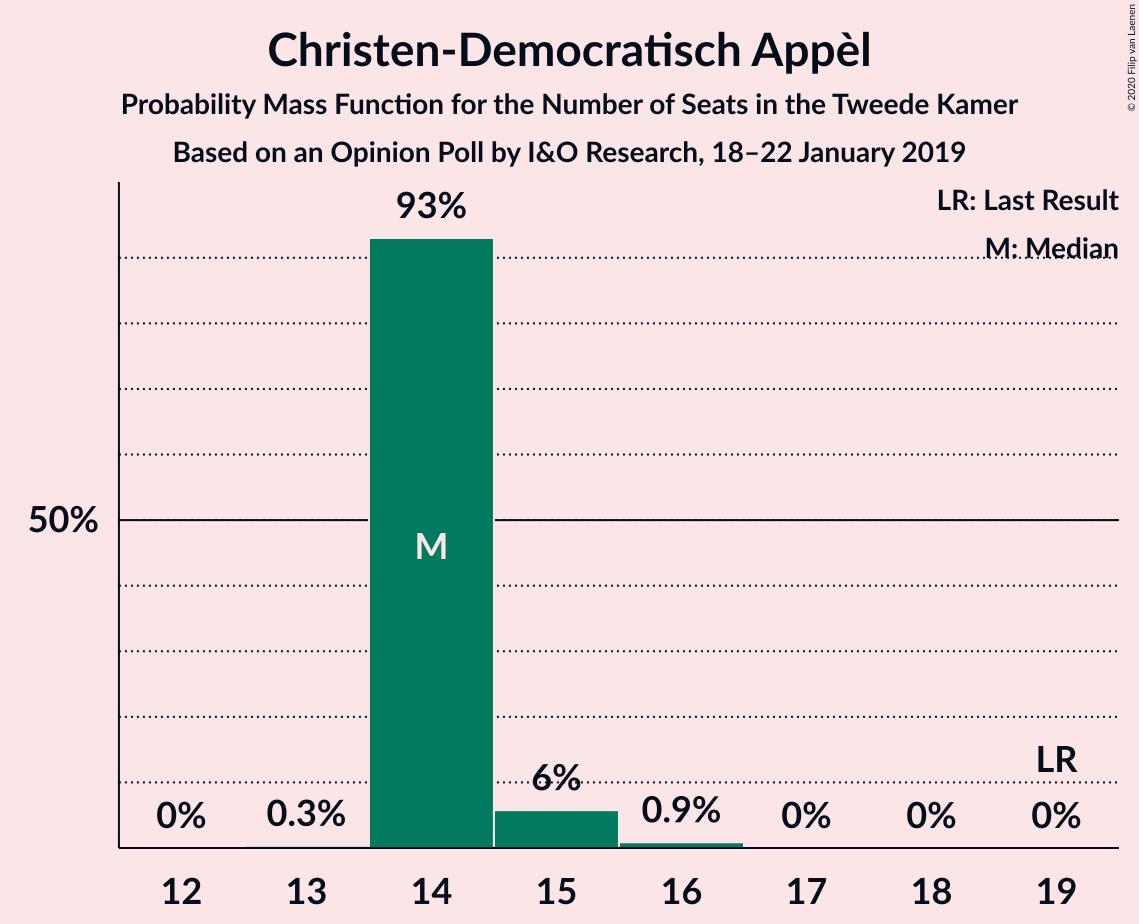 © 2020 Filip van Laenen
Christen-Democratisch Appèl
Probability Mass Function for the Number of Seats in the Tweede Kamer
Based on an Opinion Poll by I&O Research, 18–22 January 2019
LR: Last Result
M: Median
93%
50%
M
LR
0%
0.3%
6%
0.9%
0%
0%
0%
12
13
14
15
16
17
18
19